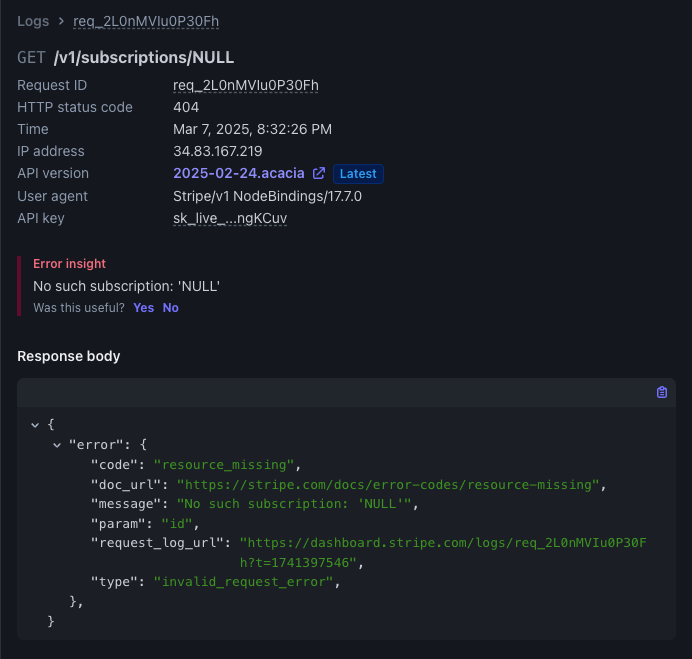 Logs > req_2L0nMVIu0P30Fh
GET /v1/subscriptions/NULL
Request ID req_2L0nMVIu0P30Fh
HTTP status code 404
Time Mar 7, 2025, 8:32:26 PM
IP address 34.83.167.219
API version 2025-02-24.acacia Latest
User agent Stripe/v1 NodeBindings/17.7.0
API key sk_live_...ngKCuv
Error insight
No such subscription: 'NULL'
Was this useful? Yes No
Response body
{
"error": {
"code": "resource_missing",
"doc_url": "https://stripe.com/docs/error-codes/resource-missing",
"message": "No such subscription: 'NULL'",
"param": "id",
"request_log_url": "https://dashboard.stripe.com/logs/req_2L0nMVIu0P30F
h?t=1741397546",
"type": "invalid_request_error",
},
}